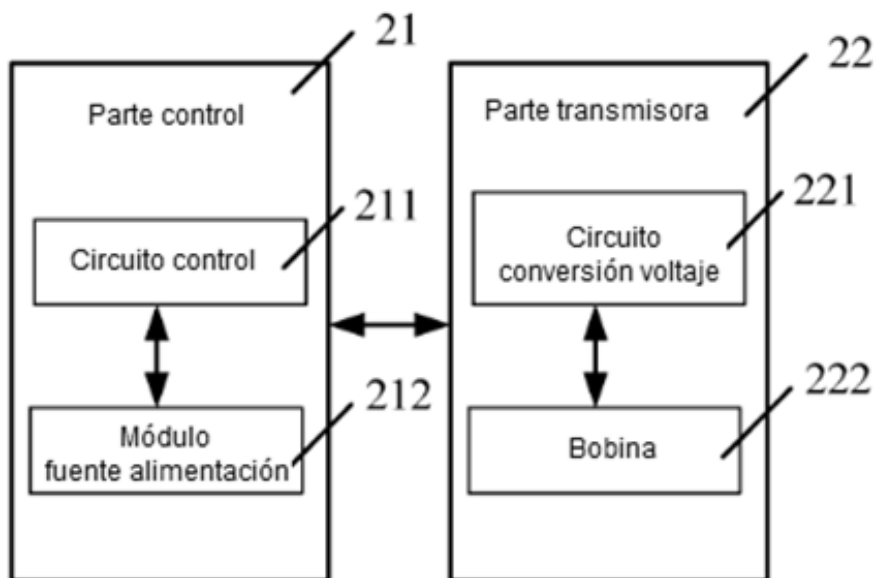 21
Parte control
211
Circuito control
212
Módulo
fuente alimentación
22
Parte transmisora
221
Circuito
conversión voltaje
222
Bobina